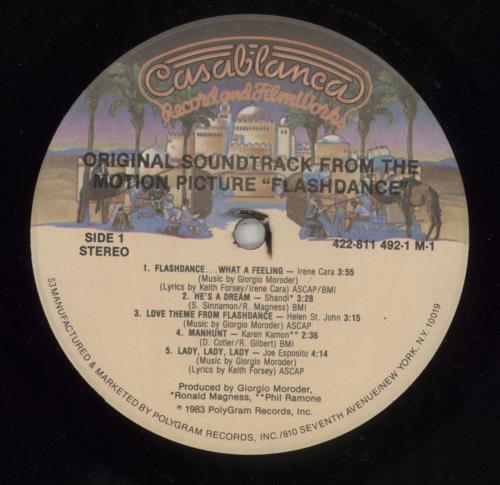 Casablanca
Record and FilmWorks
ORIGINAL SOUNDTRACK FROM THE
MOTION PICTURE "FLASHDANCE"
SIDE 1
STEREO
422-811 492-1 M-1
1. FLASHDANCE...WHAT A FEELING — Irene Cara 3:55
(Music by Giorgio Moroder)
(Lyrics by Keith Forsey/Irene Cara) ASCAP/BMI
2. HE'S A DREAM — Shandi* 3:28
(S. Sinnamon/R. Magness) BMI
3. LOVE THEME FROM FLASHDANCE — Helen St. John 3:15
(Music by Giorgio Moroder) ASCAP
4. MANHUNT — Karen Kamon** 2:36
(D. Cotler/R. Gilbert) BMI
5. LADY, LADY, LADY — Joe Esposito 4:14
(Music by Giorgio Moroder)
(Lyrics by Keith Forsey) ASCAP
Produced by Giorgio Moroder,
*Ronald Magness, **Phil Ramone
℗ 1983 PolyGram Records, Inc.
53 MANUFACTURED & MARKETED BY POLYGRAM RECORDS, INC./810 SEVENTH AVENUE/NEW YORK, N.Y. 10019